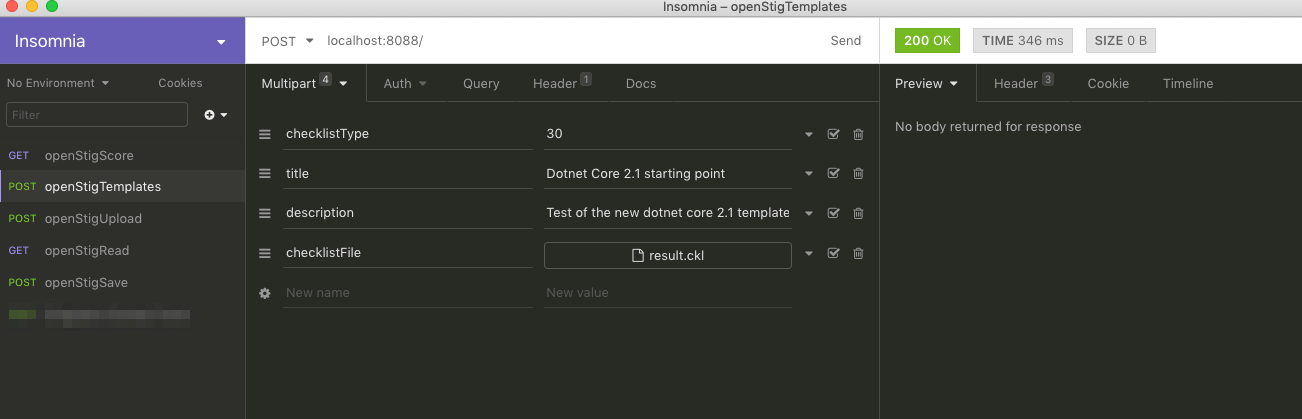 Insomnia – openStigTemplates
Insomnia
POST localhost:8088/ Send
200 OK TIME 346 ms SIZE 0 B
No Environment Cookies
Multipart 4 Auth Query Header 1 Docs
Preview Header 3 Cookie Timeline
Filter
checklistType 30
No body returned for response
GET openStigScore
title Dotnet Core 2.1 starting point
POST openStigTemplates
description Test of the new dotnet core 2.1 template
POST openStigUpload
checklistFile result.ckl
GET openStigRead
POST openStigSave
New name New value